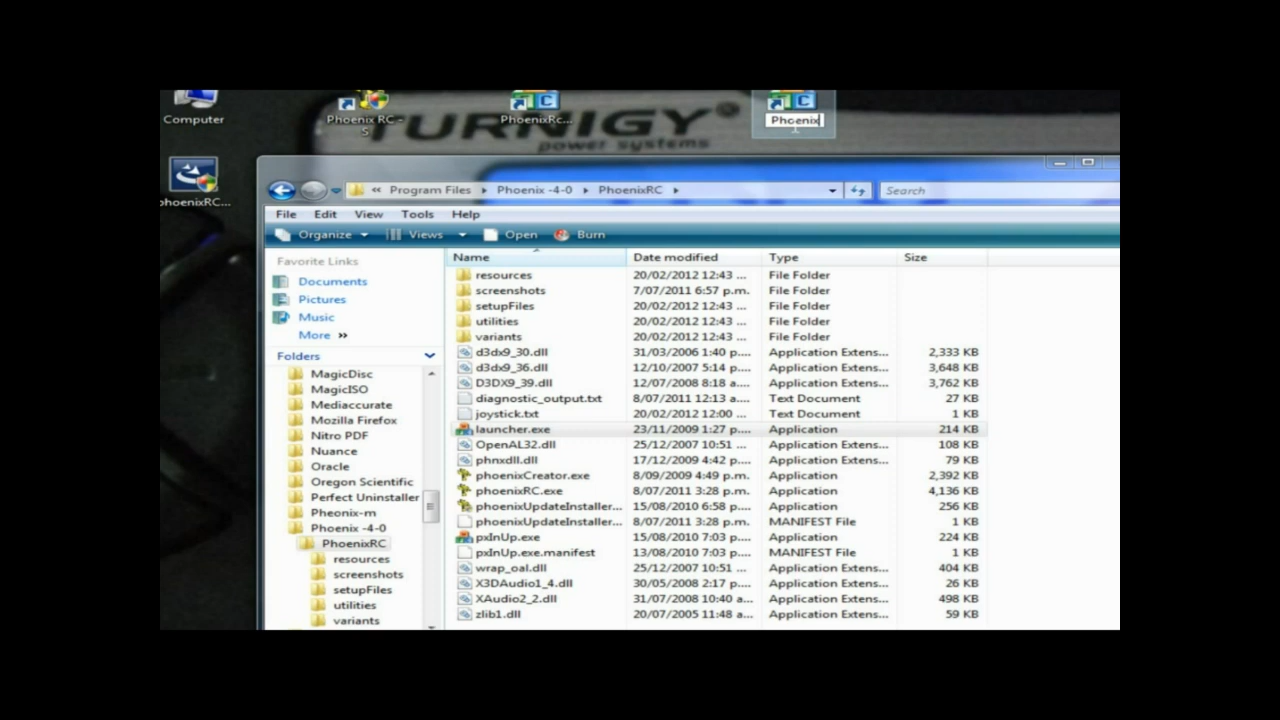 Computer
Phoenix RC -
S
PhoenixRc...
Phoenix
TURNIGY®
power systems
phoenixRC...
« Program Files Phoenix -4-0 PhoenixRC
Search
File Edit View Tools Help
Organize Views Open Burn
Favorite Links
Documents
Pictures
Music
More »
Folders
MagicDisc
MagicISO
Mediaccurate
Mozilla Firefox
Nitro PDF
Nuance
Oracle
Oregon Scientific
Perfect Uninstaller
Pheonix-m
Phoenix -4-0
PhoenixRC
resources
screenshots
setupFiles
utilities
variants
Name Date modified Type Size
resources 20/02/2012 12:43 ... File Folder
screenshots 7/07/2011 6:57 p.m. File Folder
setupFiles 20/02/2012 12:43 ... File Folder
utilities 20/02/2012 12:43 ... File Folder
variants 20/02/2012 12:43 ... File Folder
d3dx9_30.dll 31/03/2006 1:40 p.... Application Extens... 2,333 KB
d3dx9_36.dll 12/10/2007 5:14 p.... Application Extens... 3,648 KB
D3DX9_39.dll 12/07/2008 8:18 a.... Application Extens... 3,762 KB
diagnostic_output.txt 8/07/2011 12:13 a.... Text Document 27 KB
joystick.txt 20/02/2012 12:00 ... Text Document 1 KB
launcher.exe 23/11/2009 1:27 p.... Application 214 KB
OpenAL32.dll 25/12/2007 10:51 ... Application Extens... 108 KB
phnxdll.dll 17/12/2009 4:42 p.... Application Extens... 79 KB
phoenixCreator.exe 8/09/2009 4:49 p.m. Application 2,392 KB
phoenixRC.exe 8/07/2011 3:28 p.m. Application 4,136 KB
phoenixUpdateInstaller... 15/08/2010 6:58 p.... Application 256 KB
phoenixUpdateInstaller... 8/07/2011 3:28 p.m. MANIFEST File 1 KB
pxInUp.exe 15/08/2010 7:03 p.... Application 224 KB
pxInUp.exe.manifest 13/08/2010 7:03 p.... MANIFEST File 1 KB
wrap_oal.dll 25/12/2007 10:51 ... Application Extens... 404 KB
X3DAudio1_4.dll 30/05/2008 2:17 p.... Application Extens... 26 KB
XAudio2_2.dll 31/07/2008 10:40 a... Application Extens... 498 KB
zlib1.dll 20/07/2005 11:48 a... Application Extens... 59 KB